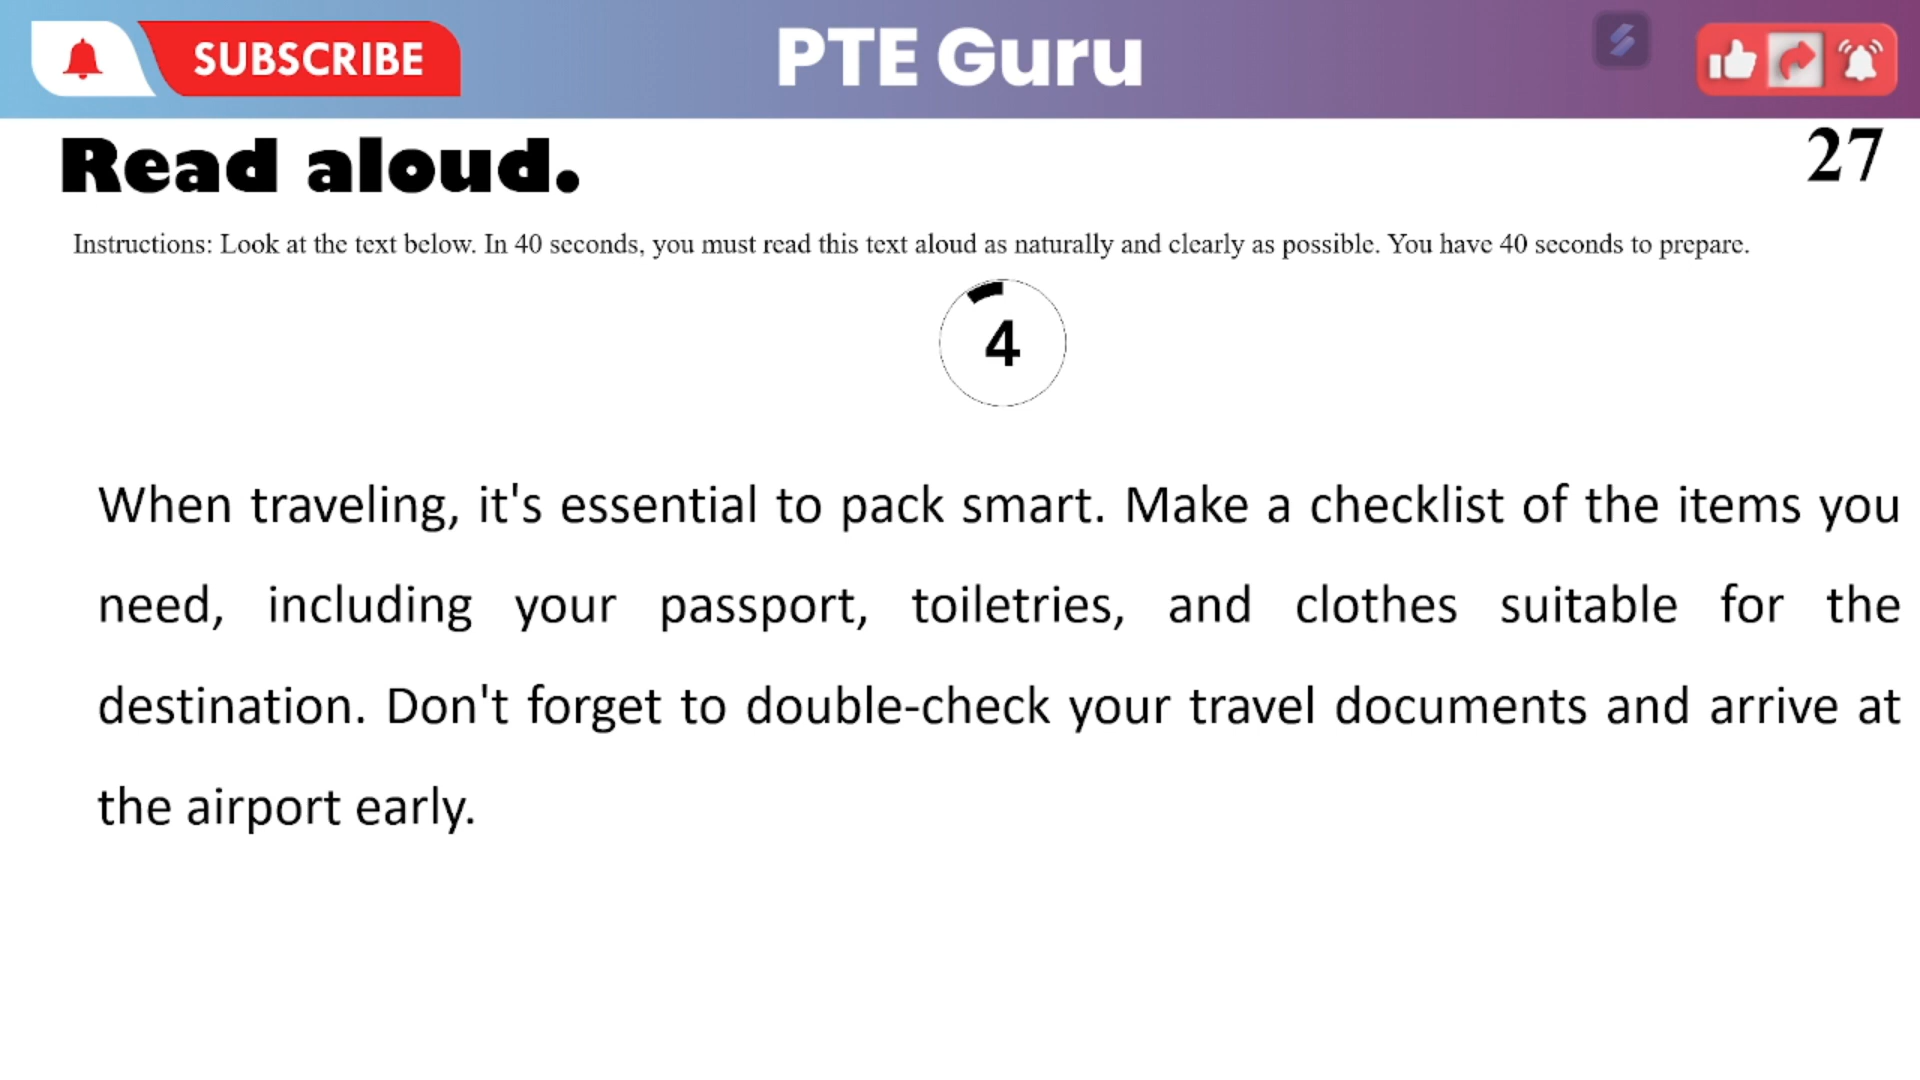 SUBSCRIBE
PTE Guru
Read aloud.
27
Instructions: Look at the text below. In 40 seconds, you must read this text aloud as naturally and clearly as possible. You have 40 seconds to prepare.
4
When traveling, it's essential to pack smart. Make a checklist of the items you
need, including your passport, toiletries, and clothes suitable for the
destination. Don't forget to double-check your travel documents and arrive at
the airport early.